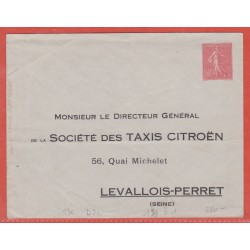 MONSIEUR LE DIRECTEUR GÉNÉRAL
DE LA SOCIÉTÉ DES TAXIS CITROËN
56, Quai Michelet
LEVALLOIS-PERRET
(SEINE)